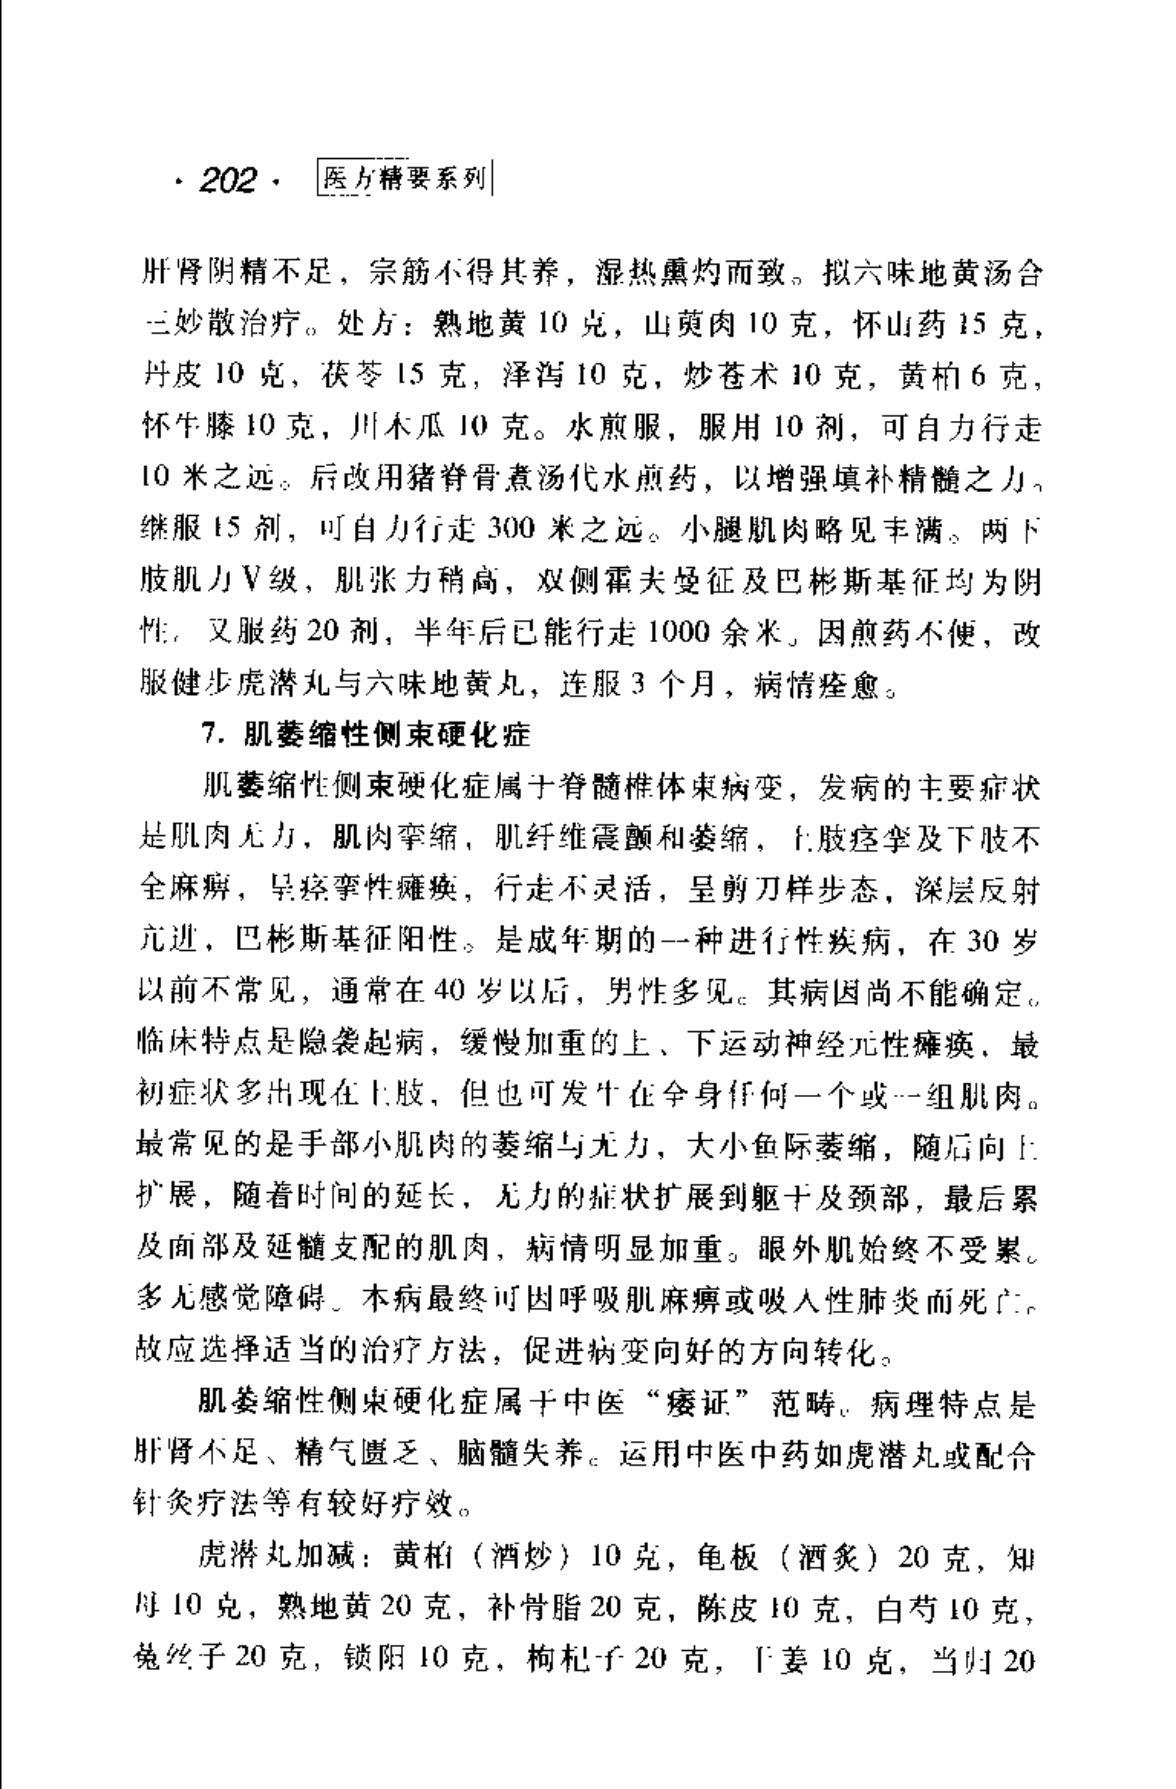 · 202 · 医方精要系列
肝肾阴精不足，宗筋不得其养，湿热熏灼而致。拟六味地黄汤合
三妙散治疗。处方：熟地黄 10 克，山萸肉 10 克，怀山药 15 克，
丹皮 10 克，茯苓 15 克，泽泻 10 克，炒苍术 10 克，黄柏 6 克，
怀牛膝 10 克，川木瓜 10 克。水煎服，服用 10 剂，可自力行走
10 米之远。后改用猪脊骨煮汤代水煎药，以增强填补精髓之力。
继服 15 剂，可自力行走 300 米之远。小腿肌肉略见丰满。两下
肢肌力 V 级，肌张力稍高，双侧霍夫曼征及巴彬斯基征均为阴
性。又服药 20 剂，半年后已能行走 1000 余米。因煎药不便，改
服健步虎潜丸与六味地黄丸，连服 3 个月，病情痊愈。
7. 肌萎缩性侧束硬化症
肌萎缩性侧束硬化症属于脊髓椎体束病变，发病的主要症状
是肌肉无力，肌肉挛缩，肌纤维震颤和萎缩，上肢痉挛及下肢不
全麻痹，呈痉挛性瘫痪，行走不灵活，呈剪刀样步态，深层反射
亢进，巴彬斯基征阳性。是成年期的一种进行性疾病，在 30 岁
以前不常见，通常在 40 岁以后，男性多见。其病因尚不能确定。
临床特点是隐袭起病，缓慢加重的上、下运动神经元性瘫痪，最
初症状多出现在上肢，但也可发生在全身任何一个或一组肌肉。
最常见的是手部小肌肉的萎缩与无力，大小鱼际萎缩，随后向上
扩展，随着时间的延长，无力的症状扩展到躯干及颈部，最后累
及面部及延髓支配的肌肉，病情明显加重。眼外肌始终不受累。
多无感觉障碍。本病最终可因呼吸肌麻痹或吸入性肺炎而死亡。
故应选择适当的治疗方法，促进病变向好的方向转化。
肌萎缩性侧束硬化症属于中医“痿证”范畴。病理特点是
肝肾不足、精气匮乏、脑髓失养。运用中医中药如虎潜丸或配合
针灸疗法等有较好疗效。
虎潜丸加减：黄柏（酒炒）10 克，龟板（酒炙）20 克，知
母 10 克，熟地黄 20 克，补骨脂 20 克，陈皮 10 克，白芍 10 克，
菟丝子 20 克，锁阳 10 克，枸杞子 20 克，干姜 10 克，当归 20